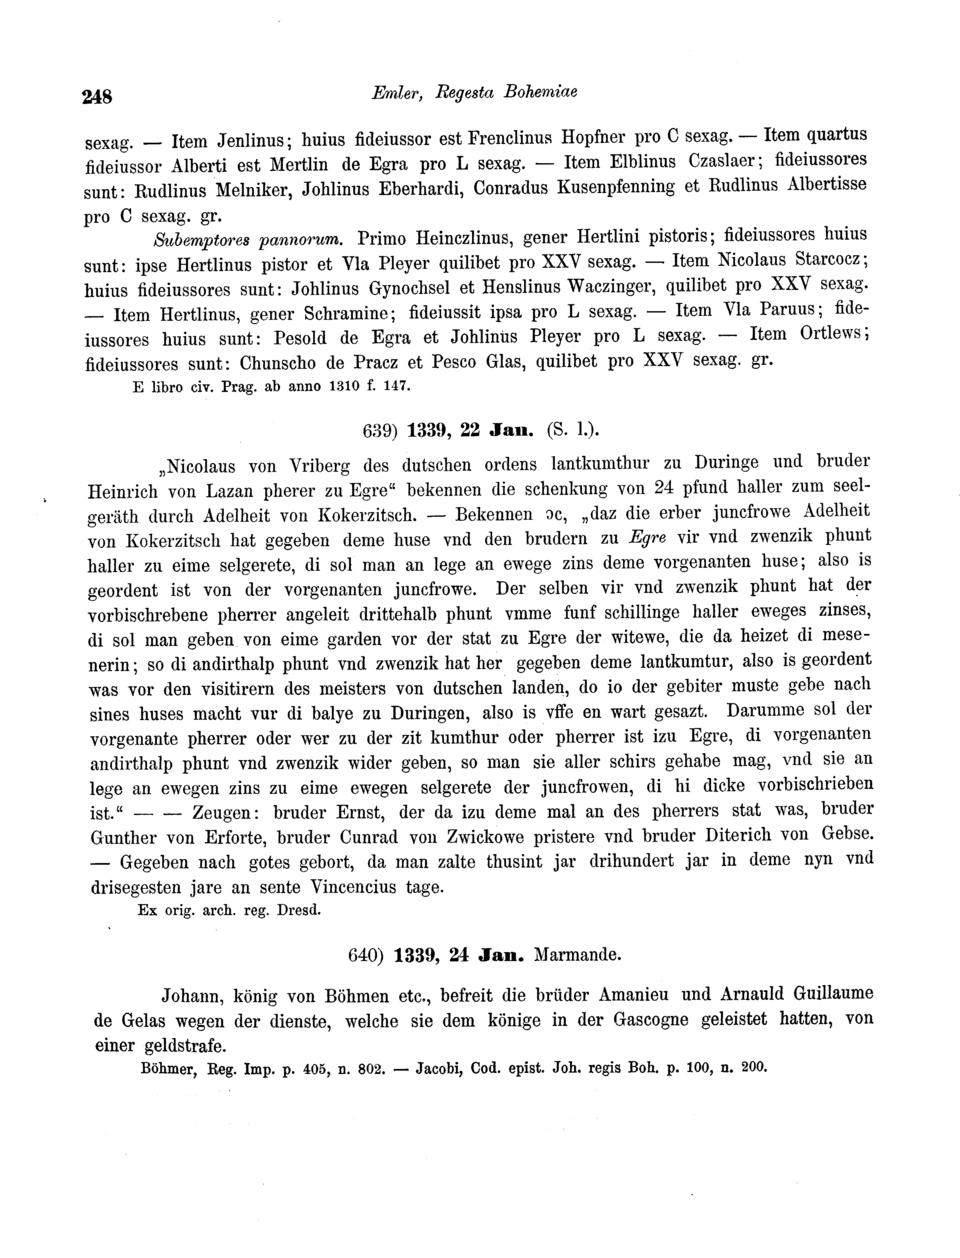 248
Emler, Regesta Bohemiae
sexag. — Item Jenlinus; huius fideiussor est Frenclinus Hopfner pro C sexag. — Item quartus
fideiussor Alberti est Mertlin de Egra pro L sexag. — Item Elblinus Czaslaer; fideiussores
sunt: Rudlinus Melniker, Johlinus Eberhardi, Conradus Kusenpfenning et Rudlinus Albertisse
pro C sexag. gr.
Subemptores pannorum. Primo Heinczlinus, gener Hertlini pistoris; fideiussores huius
sunt: ipse Hertlinus pistor et Vla Pleyer quilibet pro XXV sexag. — Item Nicolaus Starcocz;
huius fideiussores sunt: Johlinus Gynochsel et Henslinus Waczinger, quilibet pro XXV sexag.
— Item Hertlinus, gener Schramine; fideiussit ipsa pro L sexag. — Item Vla Paruus; fide-
iussores huius sunt: Pesold de Egra et Johlinus Pleyer pro L sexag. — Item Ortlews;
fideiussores sunt: Chunscho de Pracz et Pesco Glas, quilibet pro XXV sexag. gr.
E libro civ. Prag. ab anno 1310 f. 147.
639) 1339, 22 Jan. (S. l.).
„Nicolaus von Vriberg des dutschen ordens lantkumthur zu Duringe und bruder
Heinrich von Lazan pherer zu Egre“ bekennen die schenkung von 24 pfund haller zum seel-
geräth durch Adelheit von Kokerzitsch. — Bekennen ɔc, „daz die erber juncfrowe Adelheit
von Kokerzitsch hat gegeben deme huse vnd den brudern zu Egre vir vnd zwenzik phunt
haller zu eime selgerete, di sol man an lege an ewege zins deme vorgenanten huse; also is
geordent ist von der vorgenanten juncfrowe. Der selben vir vnd zwenzik phunt hat der
vorbischrebene pherrer angeleit drittehalb phunt vmme funf schillinge haller eweges zinses,
di sol man geben von eime garden vor der stat zu Egre der witewe, die da heizet di mese-
nerin; so di andirthalp phunt vnd zwenzik hat her gegeben deme lantkumtur, also is geordent
was vor den visitirern des meisters von dutschen landen, do io der gebiter muste gebe nach
sines huses macht vur di balye zu Duringen, also is vffe en wart gesazt. Darumme sol der
vorgenante pherrer oder wer zu der zit kumthur oder pherrer ist izu Egre, di vorgenanten
andirthalp phunt vnd zwenzik wider geben, so man sie aller schirs gehabe mag, vnd sie an
lege an ewegen zins zu eime ewegen selgerete der juncfrowen, di hi dicke vorbischrieben
ist.“ — — Zeugen: bruder Ernst, der da izu deme mal an des pherrers stat was, bruder
Gunther von Erforte, bruder Cunrad von Zwickowe pristere vnd bruder Diterich von Gebse.
— Gegeben nach gotes gebort, da man zalte thusint jar drihundert jar in deme nyn vnd
drisegesten jare an sente Vincencius tage.
Ex orig. arch. reg. Dresd.
640) 1339, 24 Jan. Marmande.
Johann, könig von Böhmen etc., befreit die brüder Amanieu und Arnauld Guillaume
de Gelas wegen der dienste, welche sie dem könige in der Gascogne geleistet hatten, von
einer geldstrafe.
Böhmer, Reg. Imp. p. 405, n. 802. — Jacobi, Cod. epist. Joh. regis Boh. p. 100, n. 200.